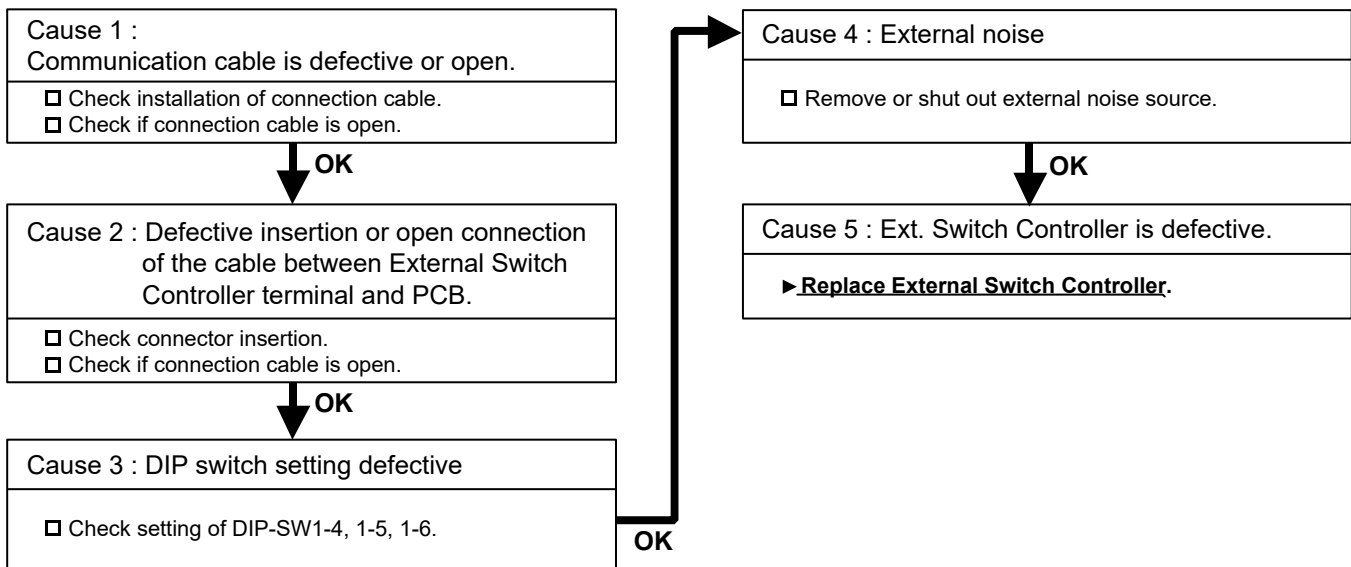 Cause 1 :
Communication cable is defective or open.
Check installation of connection cable.
Check if connection cable is open.
OK
Cause 2 : Defective insertion or open connection
of the cable between External Switch
Controller terminal and PCB.
Check connector insertion.
Check if connection cable is open.
OK
Cause 3 : DIP switch setting defective
Check setting of DIP-SW1-4, 1-5, 1-6.
OK
Cause 4 : External noise
Remove or shut out external noise source.
OK
Cause 5 : Ext. Switch Controller is defective.
►Replace External Switch Controller.